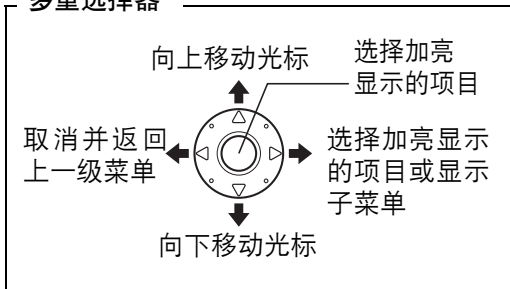 多重选择器
向上移动光标
选择加亮
显示的项目
取消并返回
上一级菜单
选择加亮显示
的项目或显示
子菜单
向下移动光标